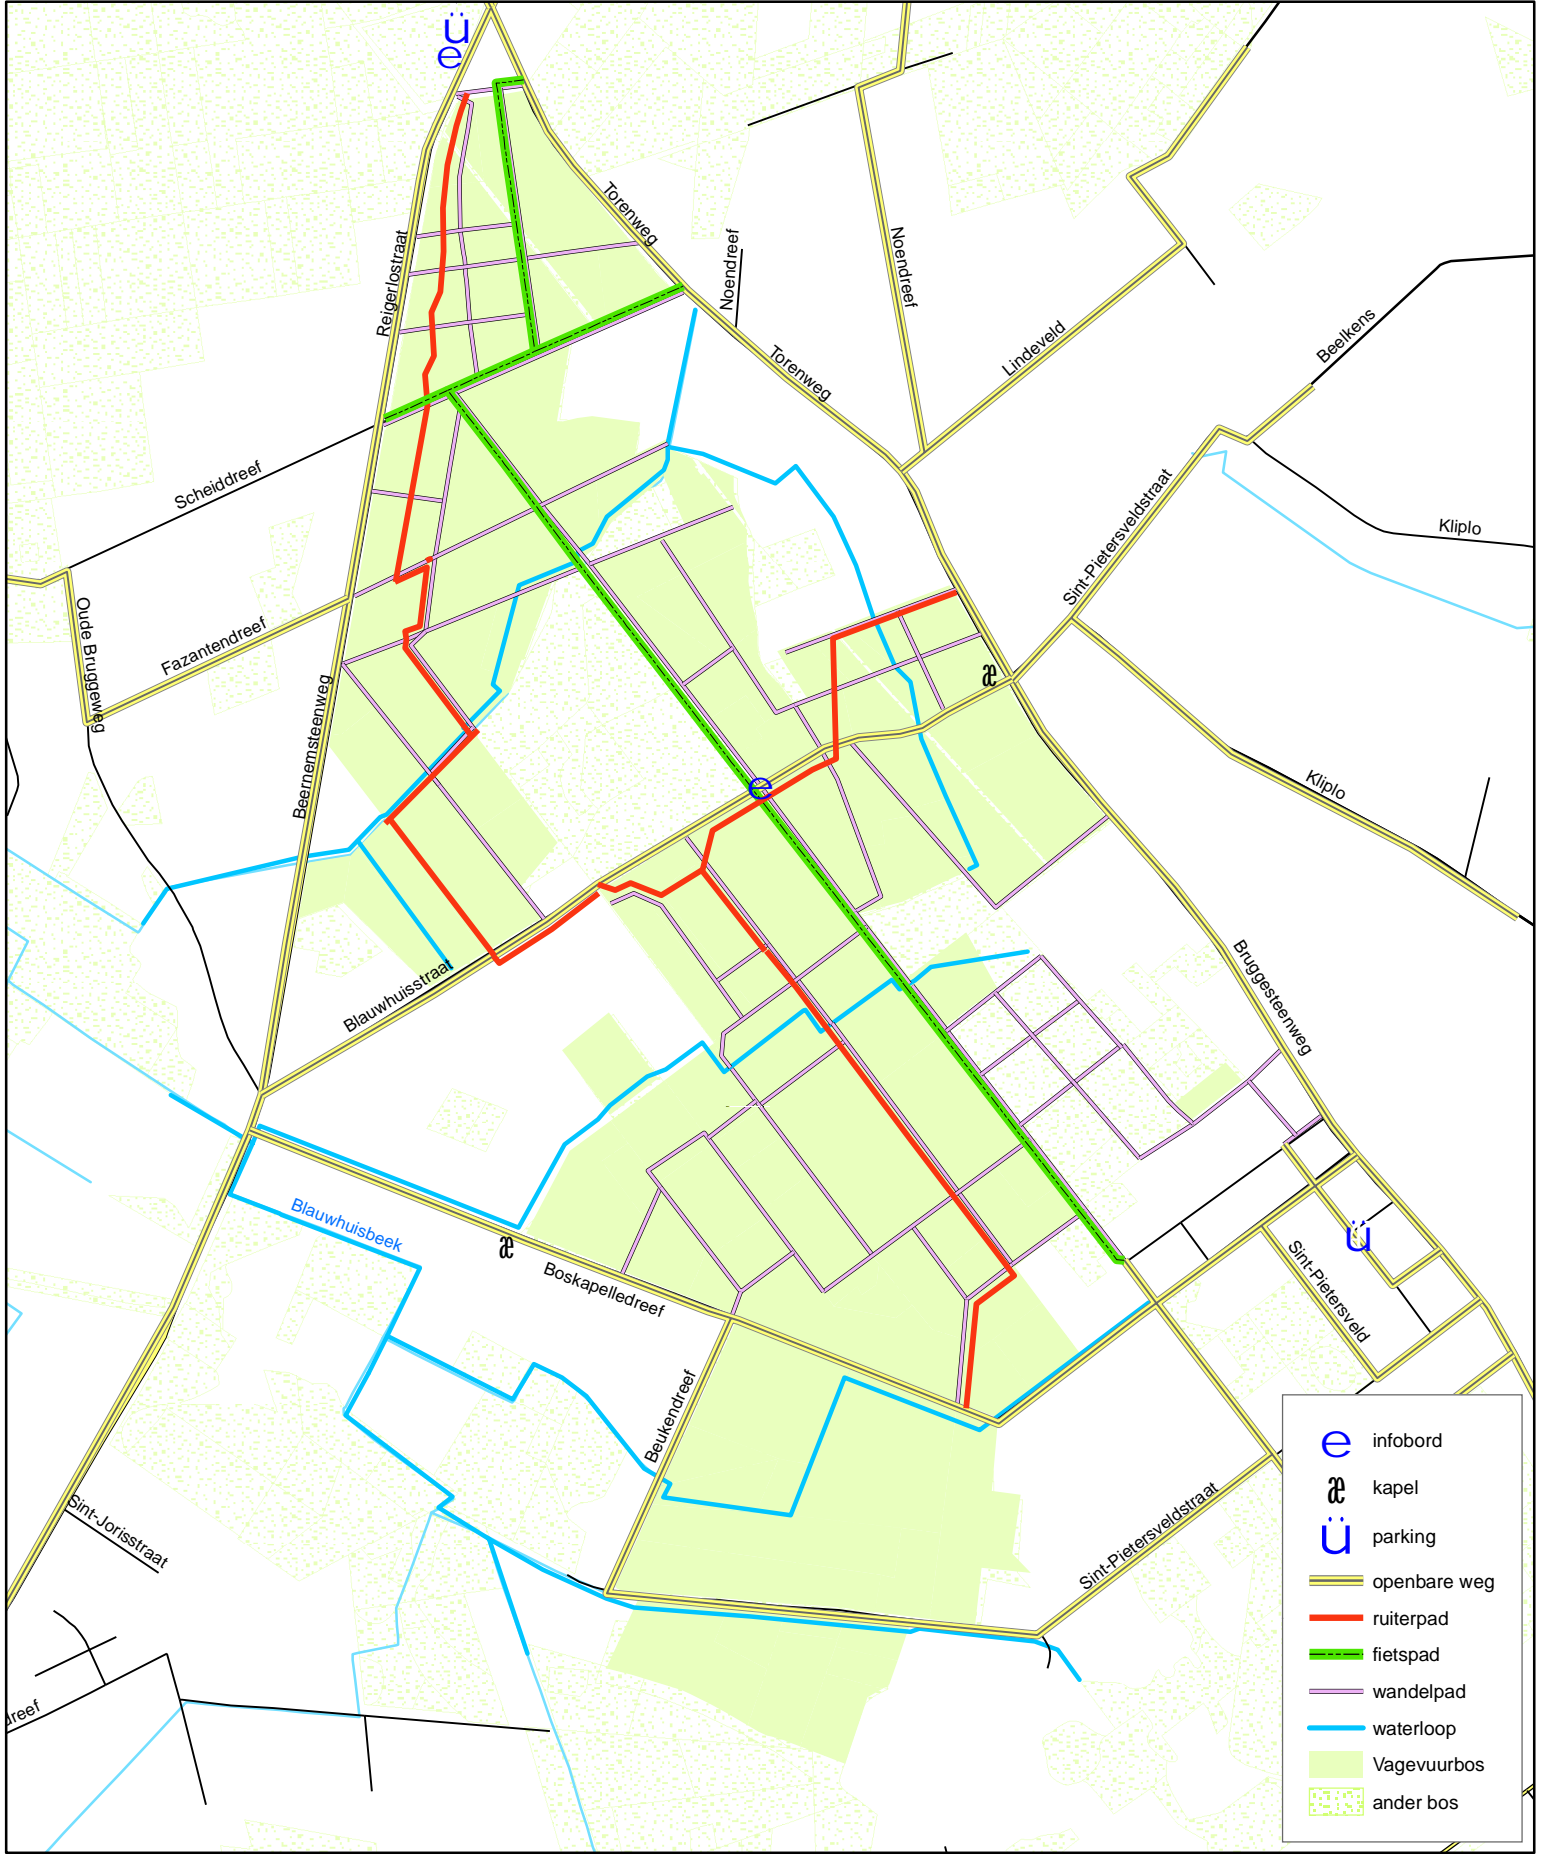 ü
e
Torenweg
Reigerlostraat
Noendreef
Noendreef
Torenweg
Lindeveld
Beelkens
Scheiddreef
Sint-Pietersveldstraat
Kliplo
Oude Bruggeweg
Fazantendreef
æ
Beernemsteenweg
e
Kliplo
Blauwhuisstraat
Bruggesteenweg
Blauwhuisbeek
æ
Boskapelledreef
ü
Sint-Pietersveld
Beukendreef
Sint-Jorisstraat
Sint-Pietersveldstraat
dreef
e infobord
æ kapel
ü parking
openbare weg
ruiterpad
fietspad
wandelpad
waterloop
Vagevuurbos
ander bos